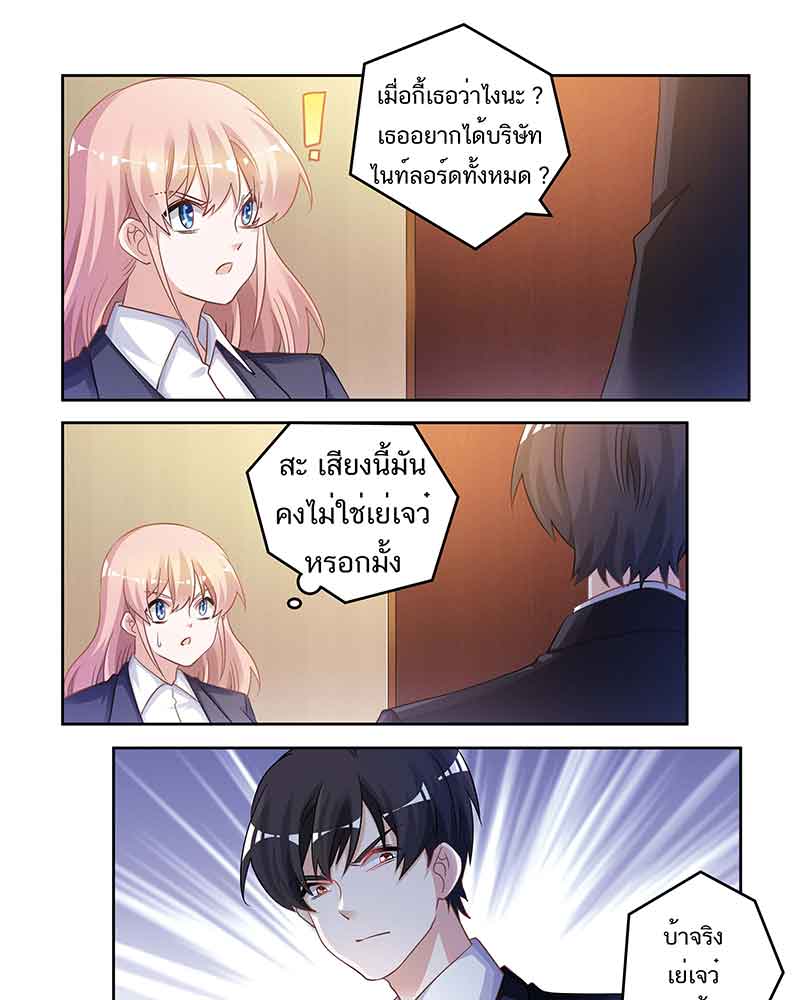 เมื่อกี้เธอว่าไงนะ ?
เธออยากได้บริษัท
ไนท์ลอร์ดทั้งหมด ?
สะ เสียงนี้มัน
คงไม่ใช่เย่เจว๋
หรอกมั้ง
บ้าจริง
เย่เจว๋